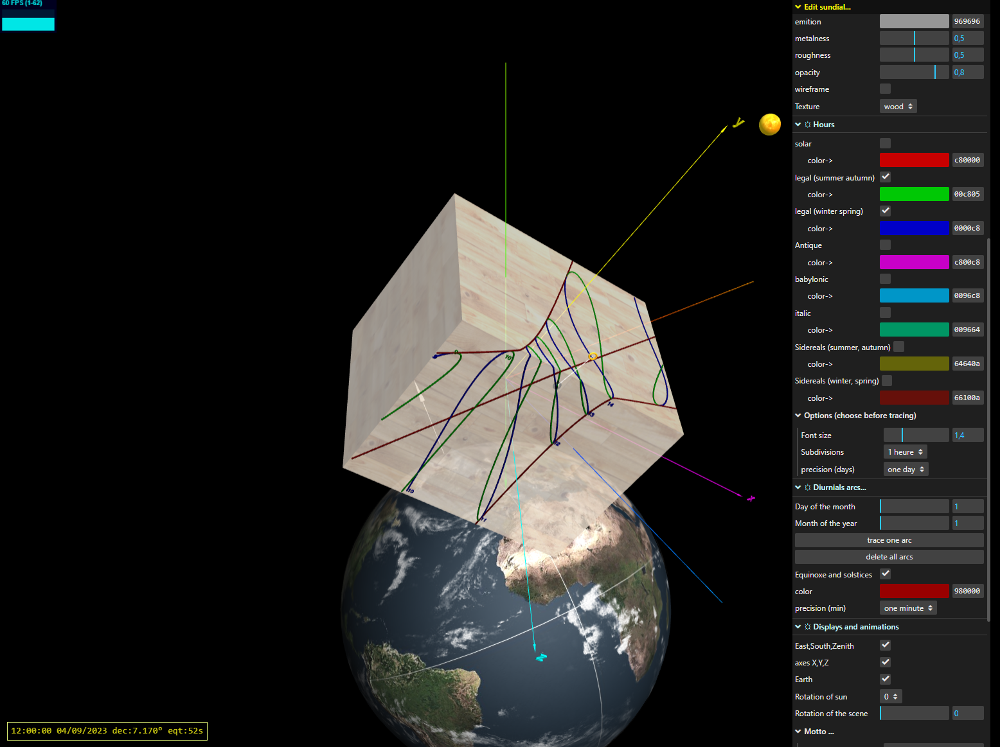 60 FPS (1-62)
Edit sundial...
emition 969696
metalness 0,5
roughness 0,5
opacity 0,8
wireframe
Texture wood
Hours
solar
color-> c80000
legal (summer autumn)
color-> 00c805
legal (winter spring)
color-> 0000c8
Antique
color-> c800c8
babylonic
color-> 0096c8
italic
color-> 009664
Sidereals (summer, autumn)
color-> 64640a
Sidereals (winter, spring)
color-> 66100a
Options (choose before tracing)
Font size 1,4
Subdivisions 1 heure
precision (days) one day
Diurnials arcs...
Day of the month 1
Month of the year 1
trace one arc
delete all arcs
Equinoxe and solstices
color 980000
precision (min) one minute
Displays and animations
East,South,Zenith
axes X,Y,Z
Earth
Rotation of sun 0
Rotation of the scene 0
Motto ...
Y
10
14
13
12
10
11
12:00:00 04/09/2023 dec:7.170° eqt:52s